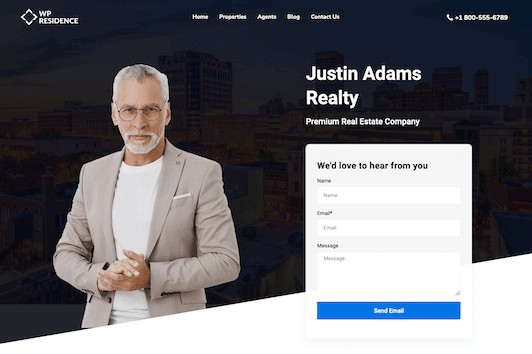 WP
RESIDENCE
Home Properties Agents Blog Contact Us
+1 800-555-6789
Justin Adams
Realty
Premium Real Estate Company
We'd love to hear from you
Name
Name
Email*
Email
Message
Message
Send Email